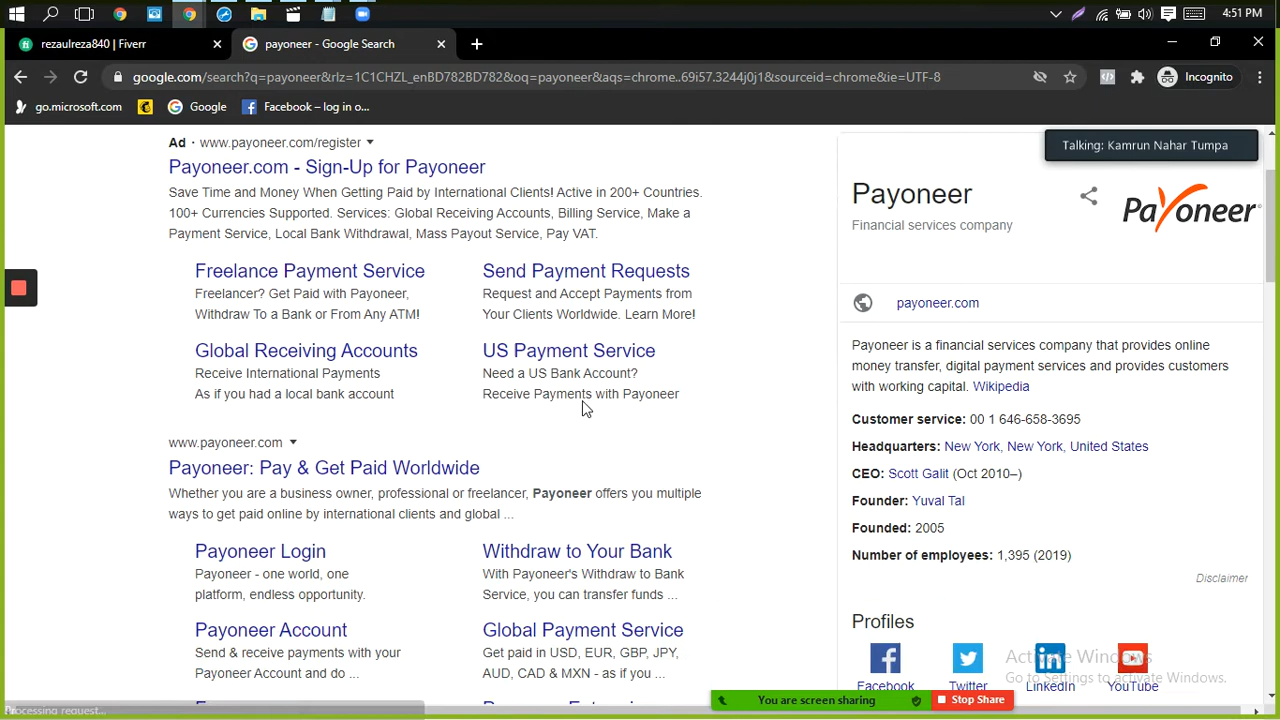 4:51 PM
rezaulreza840 | Fiverr
payoneer - Google Search
google.com/search?q=payoneer&rlz=1C1CHZL_enBD782BD782&oq=payoneer&aqs=chrome..69i57.3244j0j1&sourceid=chrome&ie=UTF-8
Incognito
go.microsoft.com
Google
Facebook – log in o...
Talking: Kamrun Nahar Tumpa
Ad · www.payoneer.com/register
Payoneer.com - Sign-Up for Payoneer
Save Time and Money When Getting Paid by International Clients! Active in 200+ Countries.
100+ Currencies Supported. Services: Global Receiving Accounts, Billing Service, Make a
Payment Service, Local Bank Withdrawal, Mass Payout Service, Pay VAT.
Freelance Payment Service
Freelancer? Get Paid with Payoneer,
Withdraw To a Bank or From Any ATM!
Send Payment Requests
Request and Accept Payments from
Your Clients Worldwide. Learn More!
Global Receiving Accounts
Receive International Payments
As if you had a local bank account
US Payment Service
Need a US Bank Account?
Receive Payments with Payoneer
www.payoneer.com
Payoneer: Pay & Get Paid Worldwide
Whether you are a business owner, professional or freelancer, Payoneer offers you multiple
ways to get paid online by international clients and global ...
Payoneer Login
Payoneer - one world, one
platform, endless opportunity.
Withdraw to Your Bank
With Payoneer's Withdraw to Bank
Service, you can transfer funds ...
Payoneer Account
Send & receive payments with your
Payoneer Account and do ...
Global Payment Service
Get paid in USD, EUR, GBP, JPY,
AUD, CAD & MXN - as if you ...
Payoneer
Financial services company
Payoneer
payoneer.com
Payoneer is a financial services company that provides online
money transfer, digital payment services and provides customers
with working capital. Wikipedia
Customer service: 00 1 646-658-3695
Headquarters: New York, New York, United States
CEO: Scott Galit (Oct 2010–)
Founder: Yuval Tal
Founded: 2005
Number of employees: 1,395 (2019)
Disclaimer
Profiles
Facebook
Twitter
LinkedIn
YouTube
Activate Windows
Go to Settings to activate Windows.
You are screen sharing
Stop Share
Processing request...